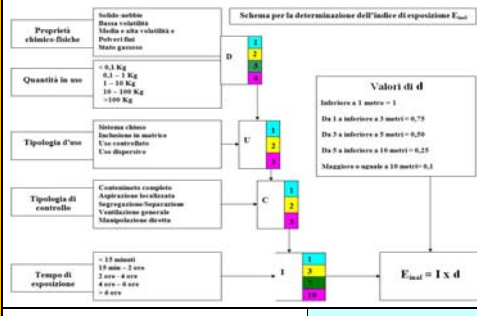 Schema per la determinazione dell'indice di esposizione E_inal
Proprietà
chimico-fisiche
Solido-nebbie
Bassa volatilità
Media e alta volatilità e
Polveri fini
Stato gassoso
D
1
2
3
4
Quantità in uso
< 0,1 Kg
0,1 – 1 Kg
1 – 10 Kg
10 – 100 Kg
>100 Kg
Tipologia d'uso
Sistema chiuso
Inclusione in matrice
Uso controllato
Uso dispersivo
U
1
2
3
Tipologia di
controllo
Contenimento completo
Aspirazione localizzata
Segregazione/Separazione
Ventilazione generale
Manipolazione diretta
C
1
2
3
Tempo di
esposizione
< 15 minuti
15 min – 2 ore
2 ore - 4 ore
4 ore – 6 ore
> 6 ore
I
1
3
7
10
Valori di d
Inferiore a 1 metro = 1
Da 1 a inferiore a 3 metri = 0,75
Da 3 a inferiore a 5 metri = 0,50
Da 5 a inferiore a 10 metri = 0,25
Maggiore o uguale a 10 metri = 0,1
E_inal = I x d